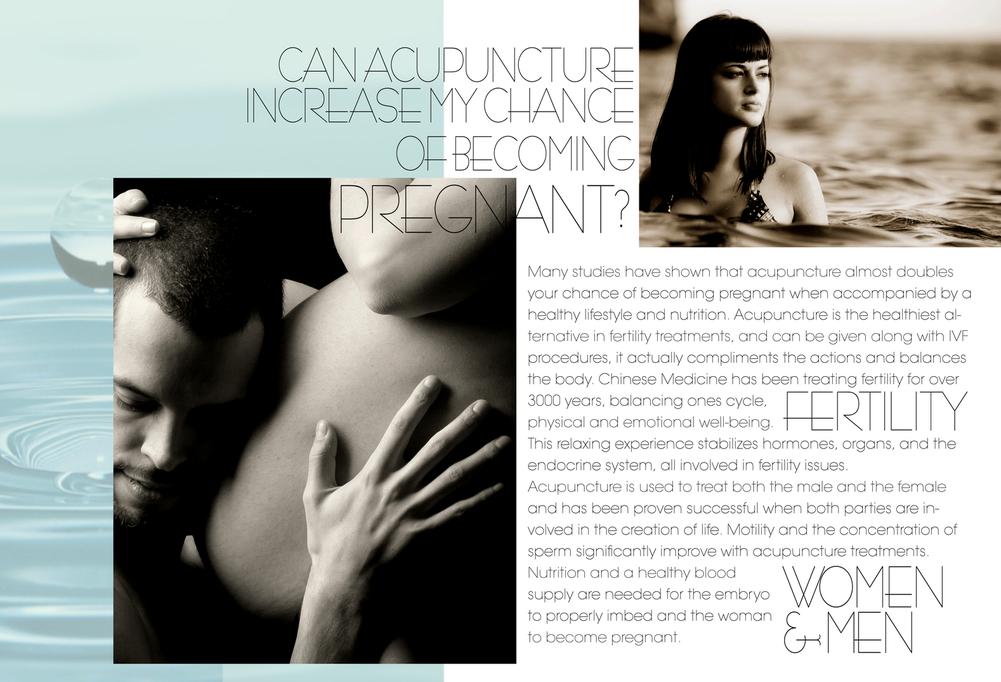 CAN ACUPUNCTURE
INCREASE MY CHANCE
OF BECOMING
PREGNANT?
Many studies have shown that acupuncture almost doubles
your chance of becoming pregnant when accompanied by a
healthy lifestyle and nutrition. Acupuncture is the healthiest al-
ternative in fertility treatments, and can be given along with IVF
procedures, it actually compliments the actions and balances
the body. Chinese Medicine has been treating fertility for over
3000 years, balancing ones cycle,
physical and emotional well-being.
FERTILITY
This relaxing experience stabilizes hormones, organs, and the
endocrine system, all involved in fertility issues.
Acupuncture is used to treat both the male and the female
and has been proven successful when both parties are in-
volved in the creation of life. Motility and the concentration of
sperm significantly improve with acupuncture treatments.
Nutrition and a healthy blood
supply are needed for the embryo
to properly imbed and the woman
to become pregnant.
WOMEN
& MEN